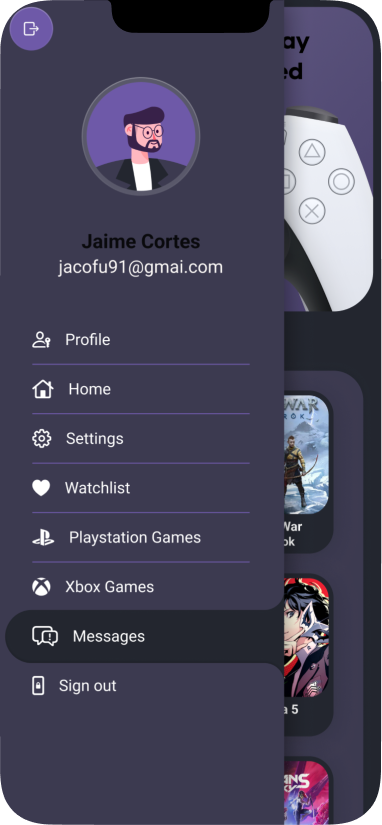 ay
ed
Jaime Cortes
jacofu91@gmai.com
Profile
Home
Settings
Watchlist
Playstation Games
Xbox Games
Messages
Sign out
WAR
ROK
War
ok
a 5